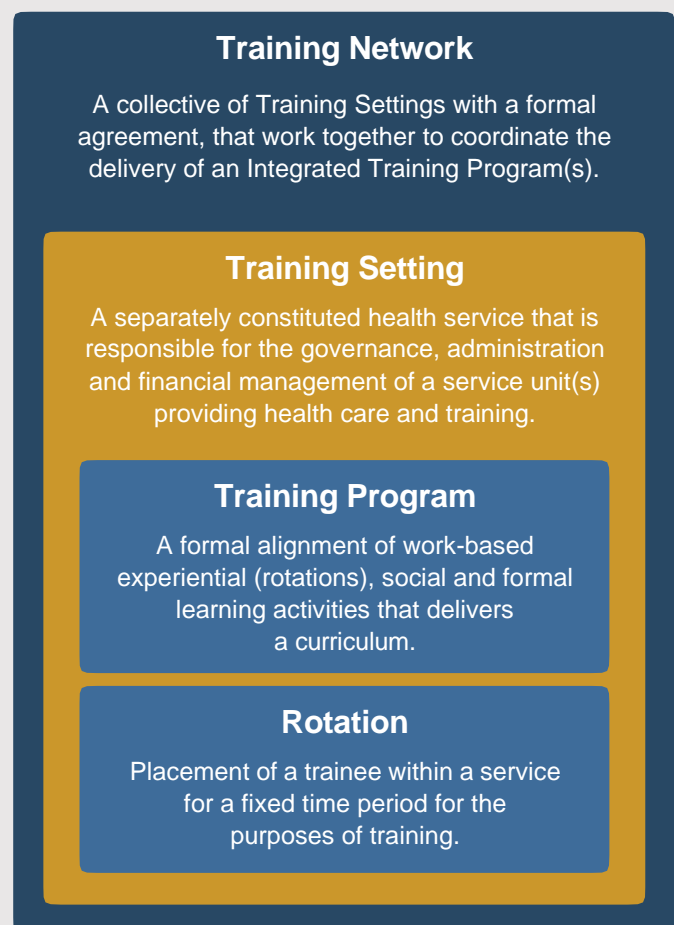 Training Network
A collective of Training Settings with a formal
agreement, that work together to coordinate the
delivery of an Integrated Training Program(s).
Training Setting
A separately constituted health service that is
responsible for the governance, administration
and financial management of a service unit(s)
providing health care and training.
Training Program
A formal alignment of work-based
experiential (rotations), social and formal
learning activities that delivers
a curriculum.
Rotation
Placement of a trainee within a service
for a fixed time period for the
purposes of training.